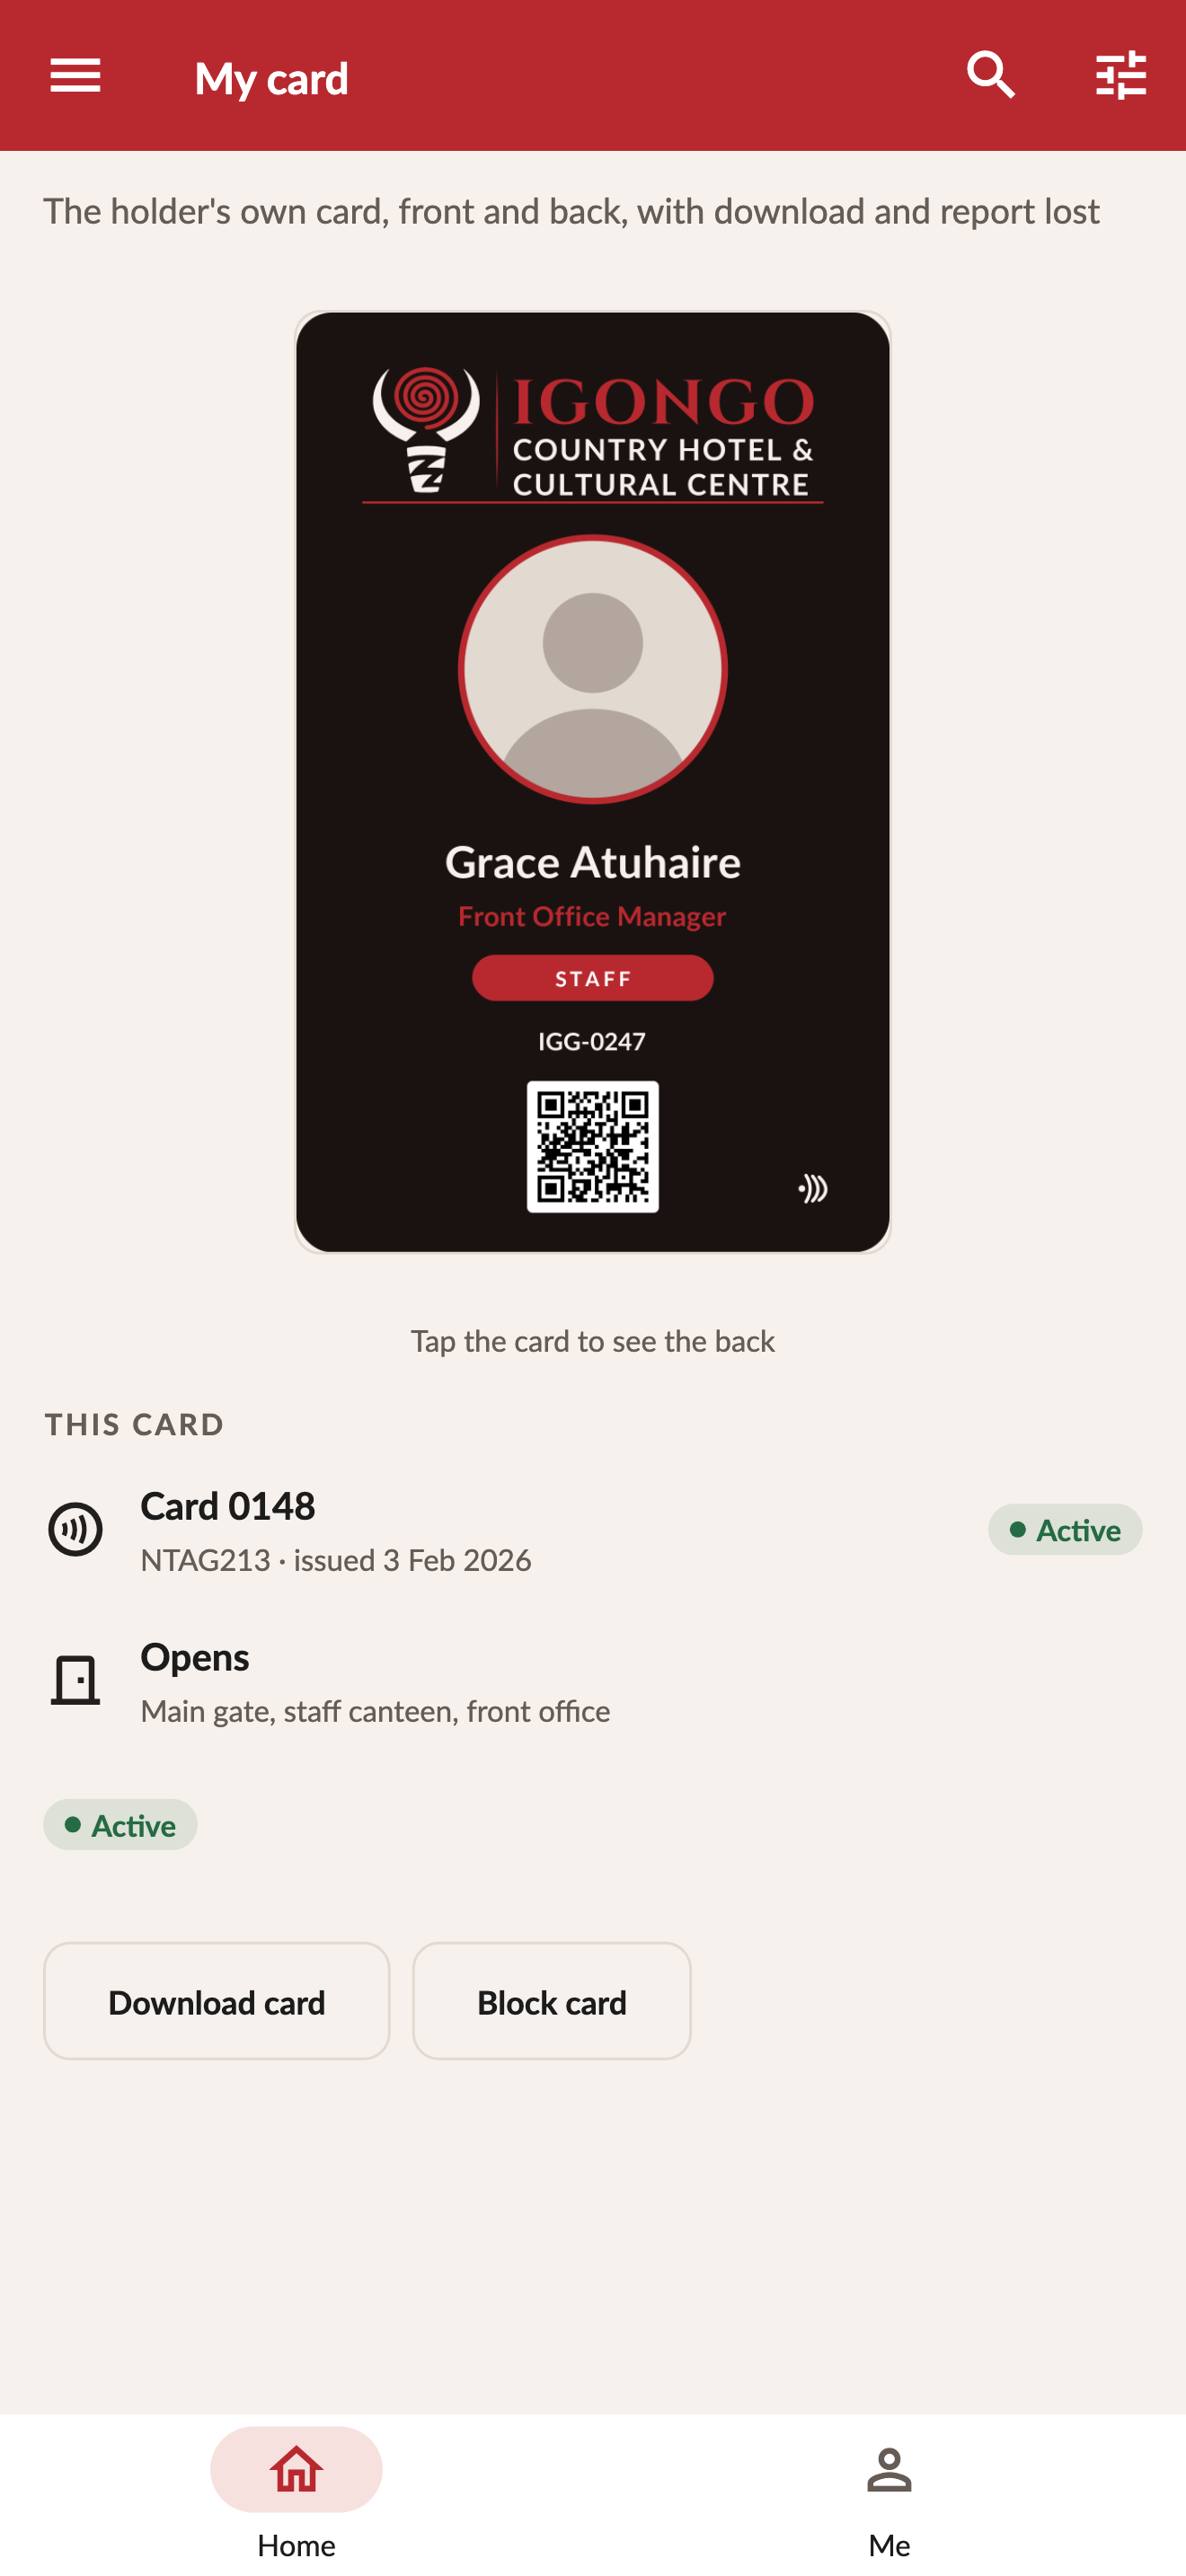 My card
The holder's own card, front and back, with download and report lost
IGONGO
COUNTRY HOTEL &
CULTURAL CENTRE
Grace Atuhaire
Front Office Manager
STAFF
IGG-0247
Tap the card to see the back
THIS CARD
Card 0148
NTAG213 · issued 3 Feb 2026
Active
Opens
Main gate, staff canteen, front office
Active
Download card
Block card
Home
Me